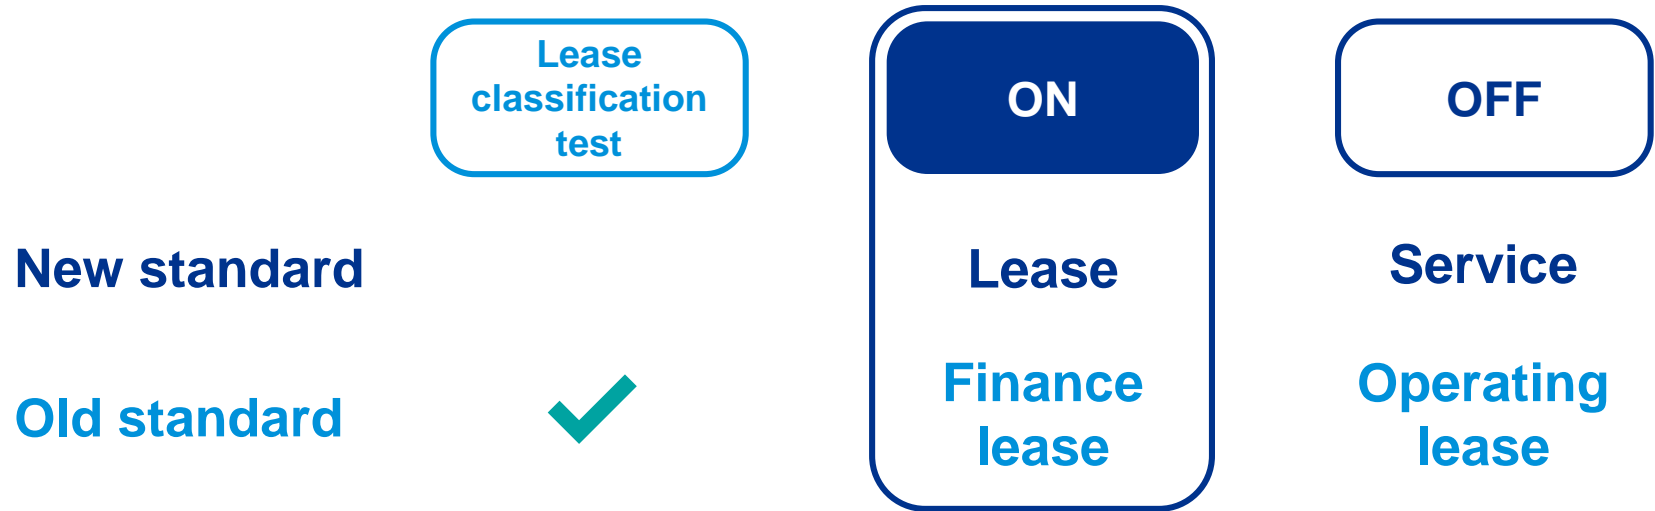 Lease
classification
test
ON
OFF
New standard
Lease
Service
Old standard
Finance
lease
Operating
lease